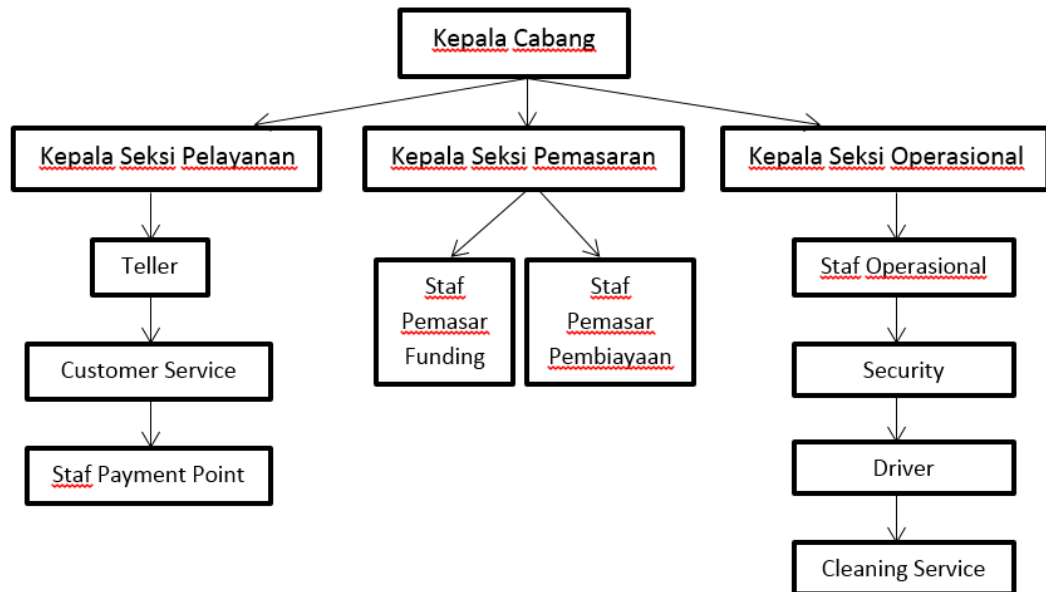 Kepala Cabang
Kepala Seksi Pelayanan
Kepala Seksi Pemasaran
Kepala Seksi Operasional
Teller
Customer Service
Staf Payment Point
Staf
Pemasar
Funding
Staf
Pemasar
Pembiayaan
Staf Operasional
Security
Driver
Cleaning Service